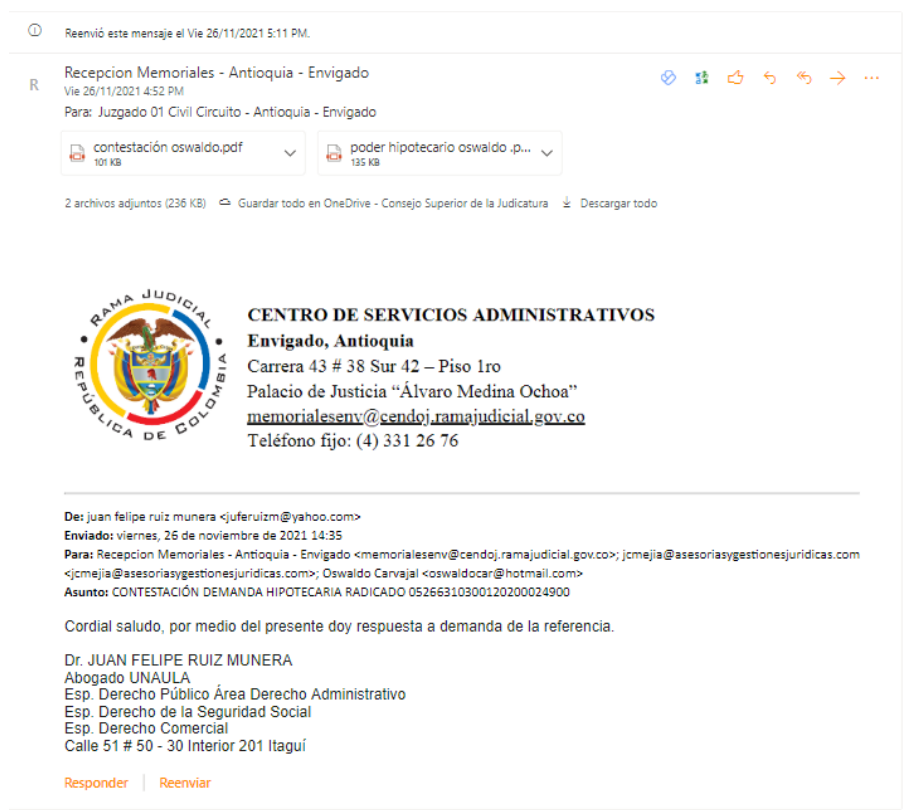 Reenvió este mensaje el Vie 26/11/2021 5:11 PM.
R
Recepcion Memoriales - Antioquia - Envigado
Vie 26/11/2021 4:52 PM
Para: Juzgado 01 Civil Circuito - Antioquia - Envigado
contestación oswaldo.pdf
101 KB
poder hipotecario oswaldo .p...
135 KB
2 archivos adjuntos (236 KB) Guardar todo en OneDrive - Consejo Superior de la Judicatura Descargar todo
RAMA JUDICIAL
REPÚBLICA DE COLOMBIA
CENTRO DE SERVICIOS ADMINISTRATIVOS
Envigado, Antioquia
Carrera 43 # 38 Sur 42 – Piso 1ro
Palacio de Justicia “Álvaro Medina Ochoa”
memorialesenv@cendoj.ramajudicial.gov.co
Teléfono fijo: (4) 331 26 76
De: juan felipe ruiz munera <juferuizm@yahoo.com>
Enviado: viernes, 26 de noviembre de 2021 14:35
Para: Recepcion Memoriales - Antioquia - Envigado <memorialesenv@cendoj.ramajudicial.gov.co>; jcmejia@asesoriasygestionesjuridicas.com
<jcmejia@asesoriasygestionesjuridicas.com>; Oswaldo Carvajal <oswaldocar@hotmail.com>
Asunto: CONTESTACIÓN DEMANDA HIPOTECARIA RADICADO 05266310300120200024900
Cordial saludo, por medio del presente doy respuesta a demanda de la referencia.
Dr. JUAN FELIPE RUIZ MUNERA
Abogado UNAULA
Esp. Derecho Público Área Derecho Administrativo
Esp. Derecho de la Seguridad Social
Esp. Derecho Comercial
Calle 51 # 50 - 30 Interior 201 Itaguí
Responder Reenviar